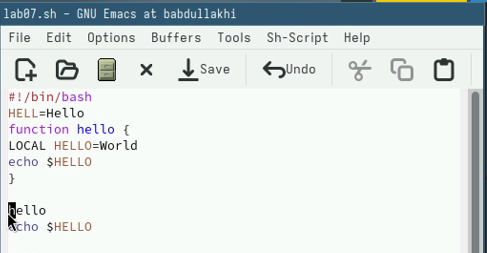 lab07.sh - GNU Emacs at babdullakhi
File Edit Options Buffers Tools Sh-Script Help
Save Undo
#!/bin/bash
HELL=Hello
function hello {
LOCAL HELLO=World
echo $HELLO
}
hello
echo $HELLO